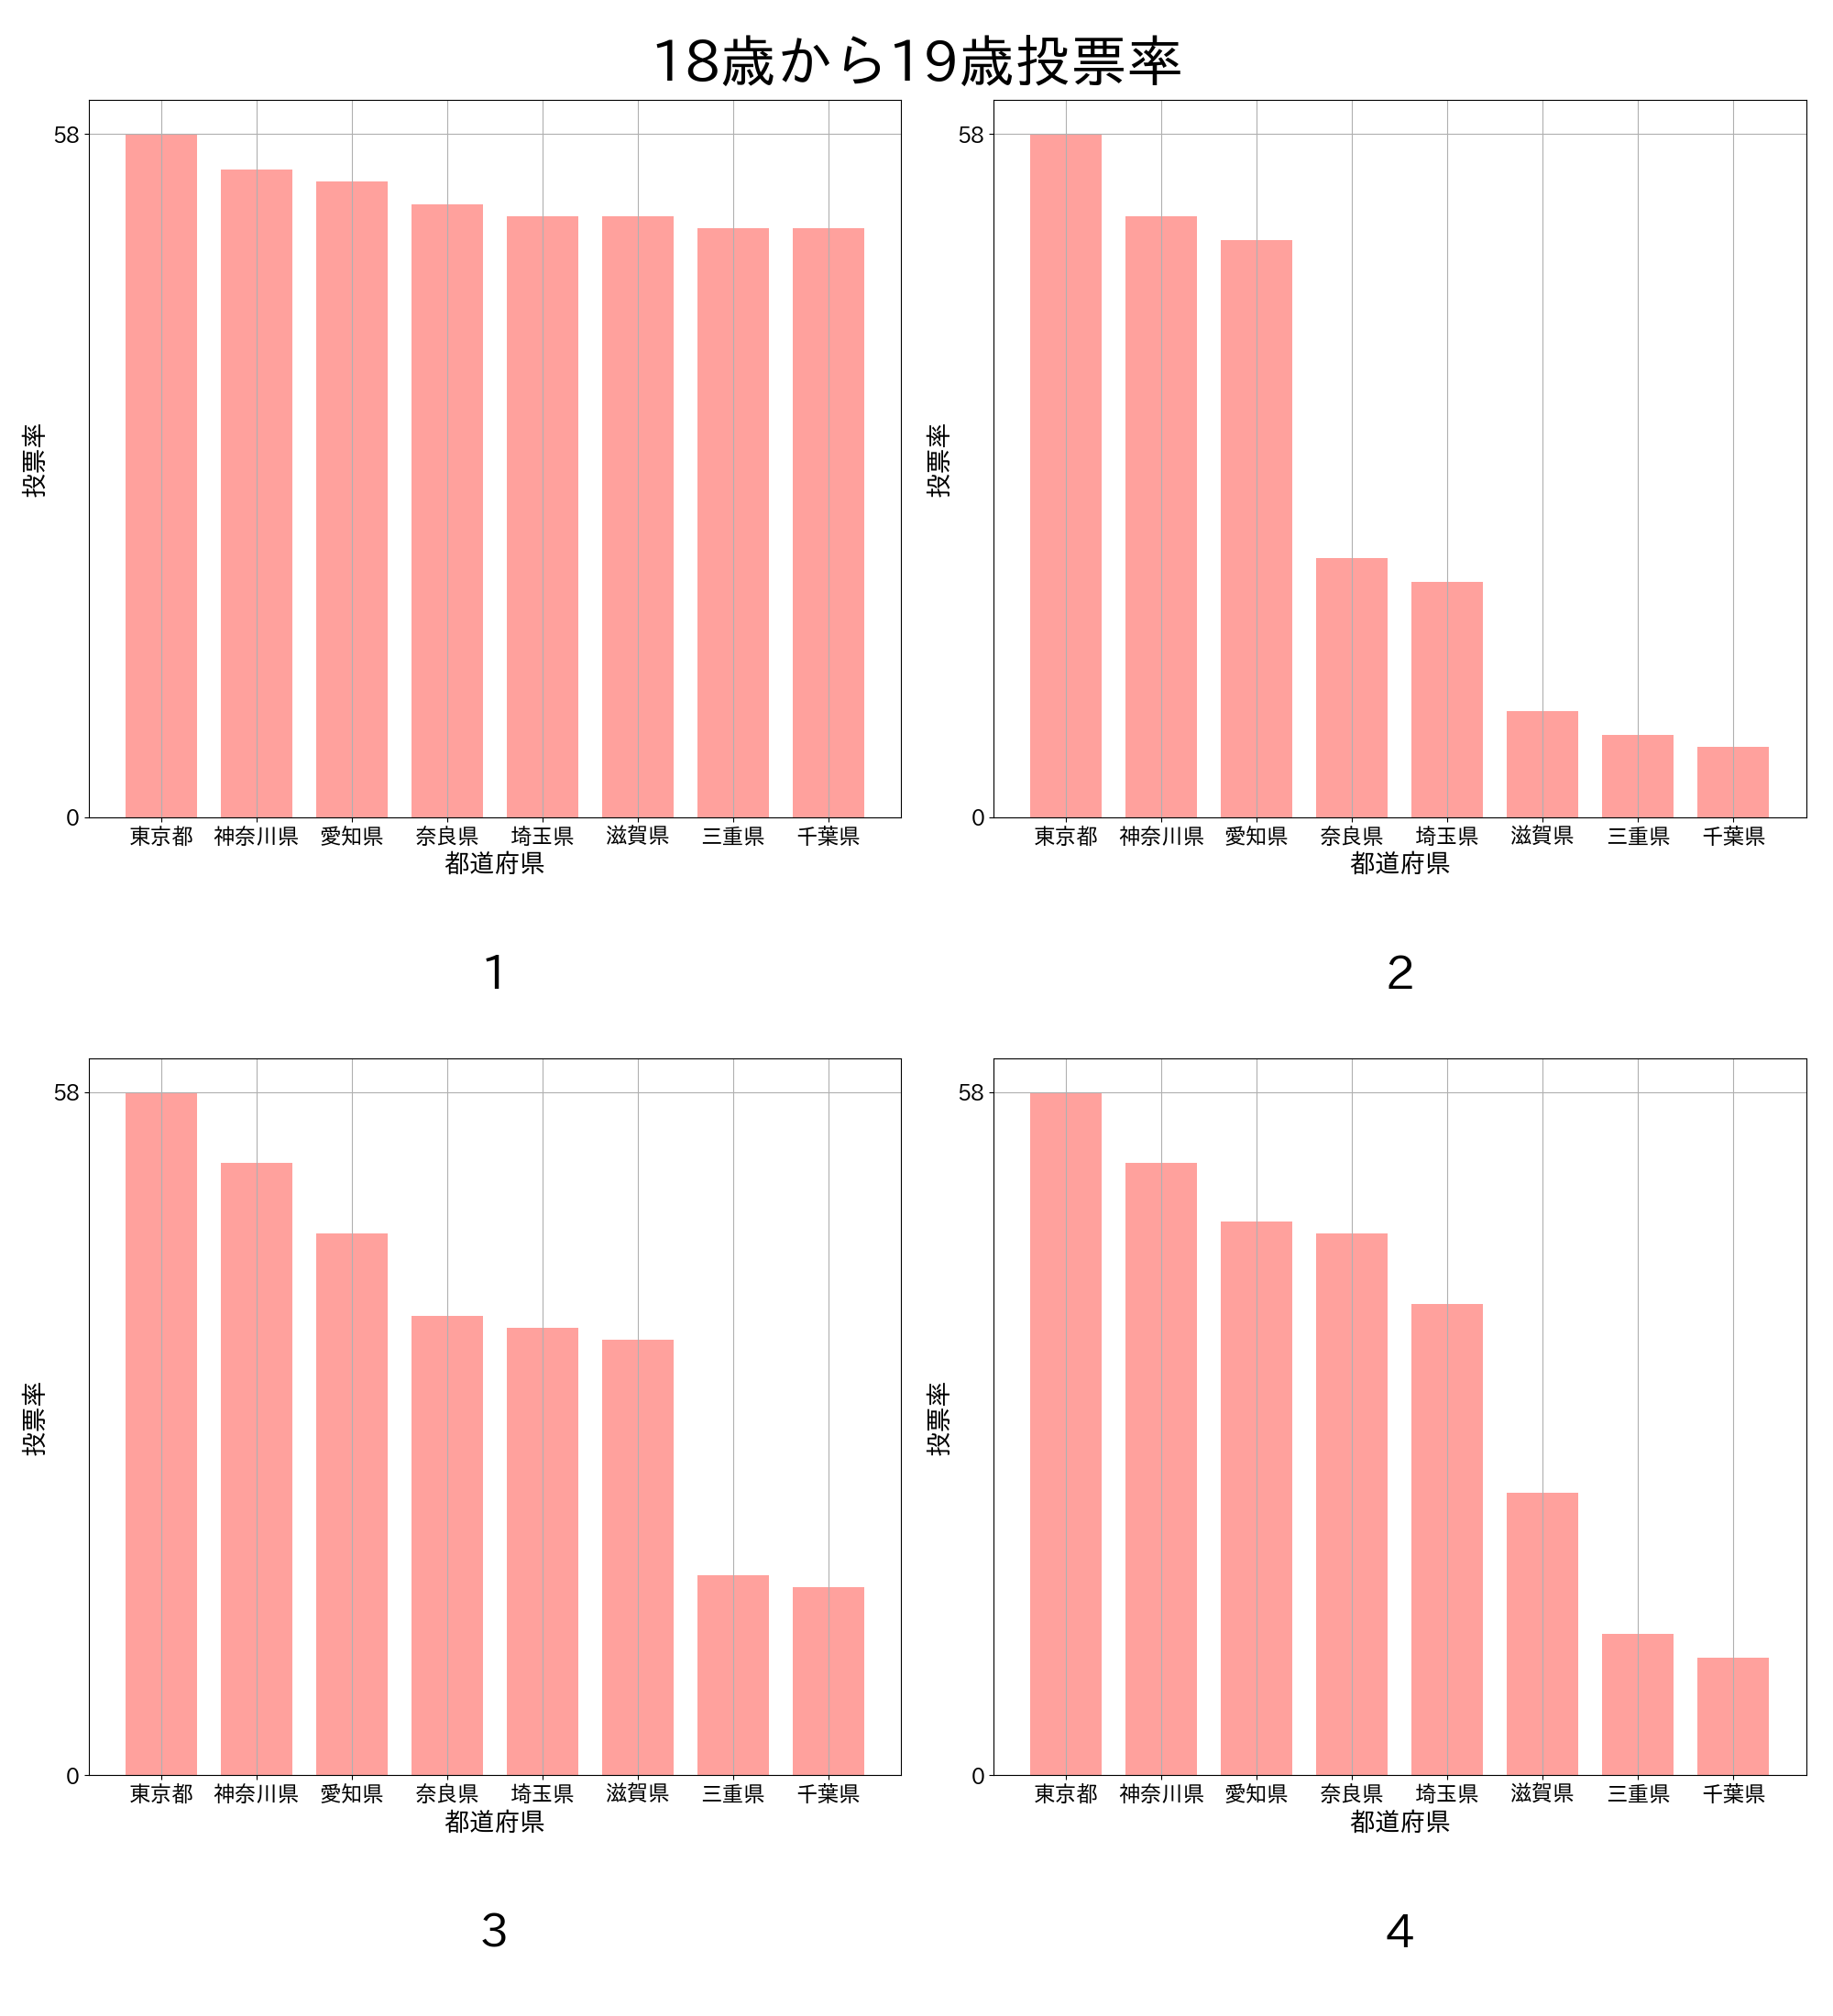 18歳から19歳投票率
58
0
投票率
東京都 神奈川県 愛知県 奈良県 埼玉県 滋賀県 三重県 千葉県
都道府県
1
58
0
投票率
東京都 神奈川県 愛知県 奈良県 埼玉県 滋賀県 三重県 千葉県
都道府県
2
58
0
投票率
東京都 神奈川県 愛知県 奈良県 埼玉県 滋賀県 三重県 千葉県
都道府県
3
58
0
投票率
東京都 神奈川県 愛知県 奈良県 埼玉県 滋賀県 三重県 千葉県
都道府県
4